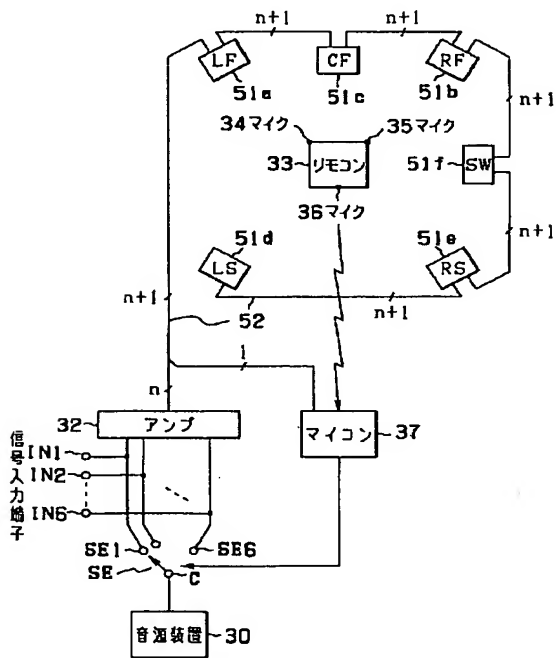 n+1
n+1
LF
CF
RF
51a
51c
51b
n+1
34マイク
35マイク
33
リモコン
51f
SW
36マイク
51d
51e
LS
RS
n+1
n+1
52
n+1
1
n
32
アンプ
マイコン
37
信号入力端子
IN1
IN2
IN6
SE1
SE6
SE
C
音源装置
30